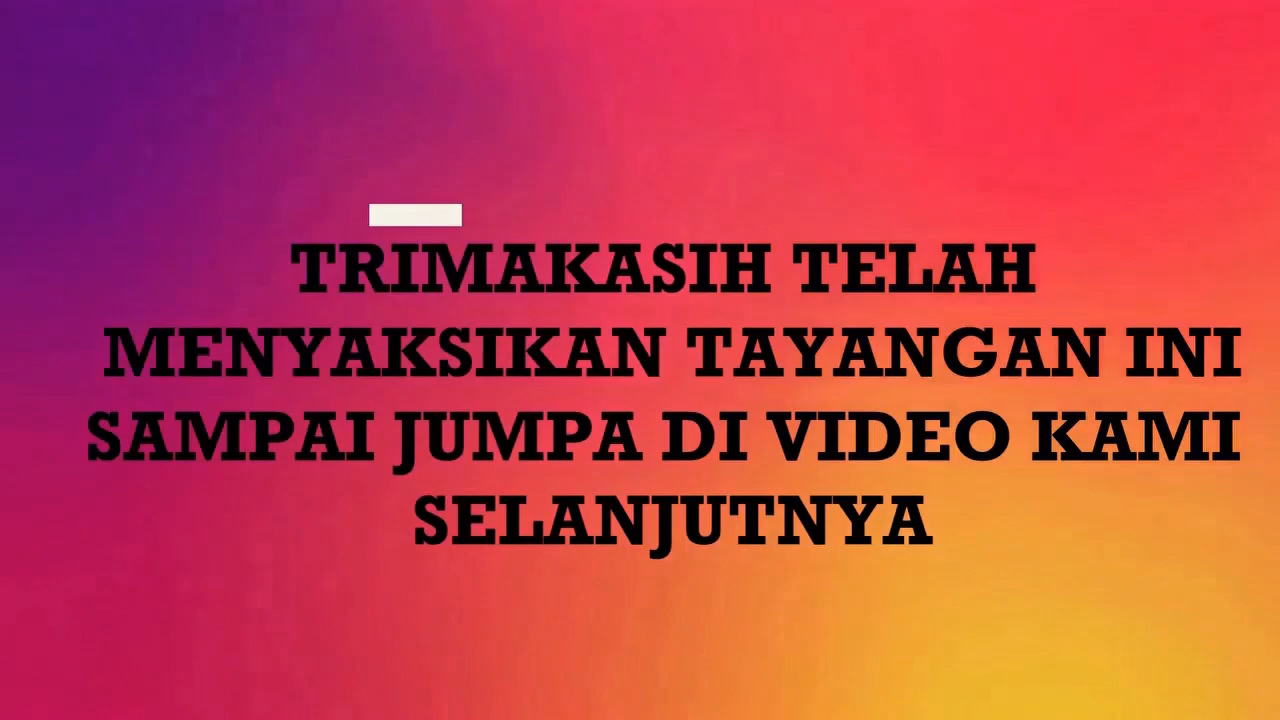 TRIMAKASIH TELAH
MENYAKSIKAN TAYANGAN INI
SAMPAI JUMPA DI VIDEO KAMI
SELANJUTNYA